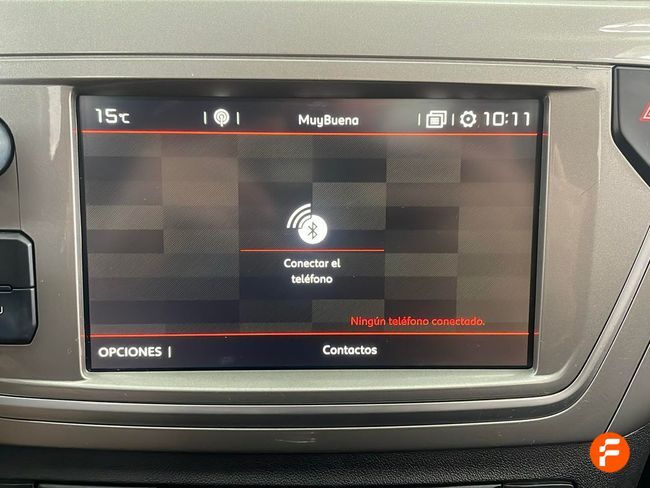 15°C
MuyBuena
10:11
Conectar el
teléfono
Ningún teléfono conectado.
OPCIONES
Contactos